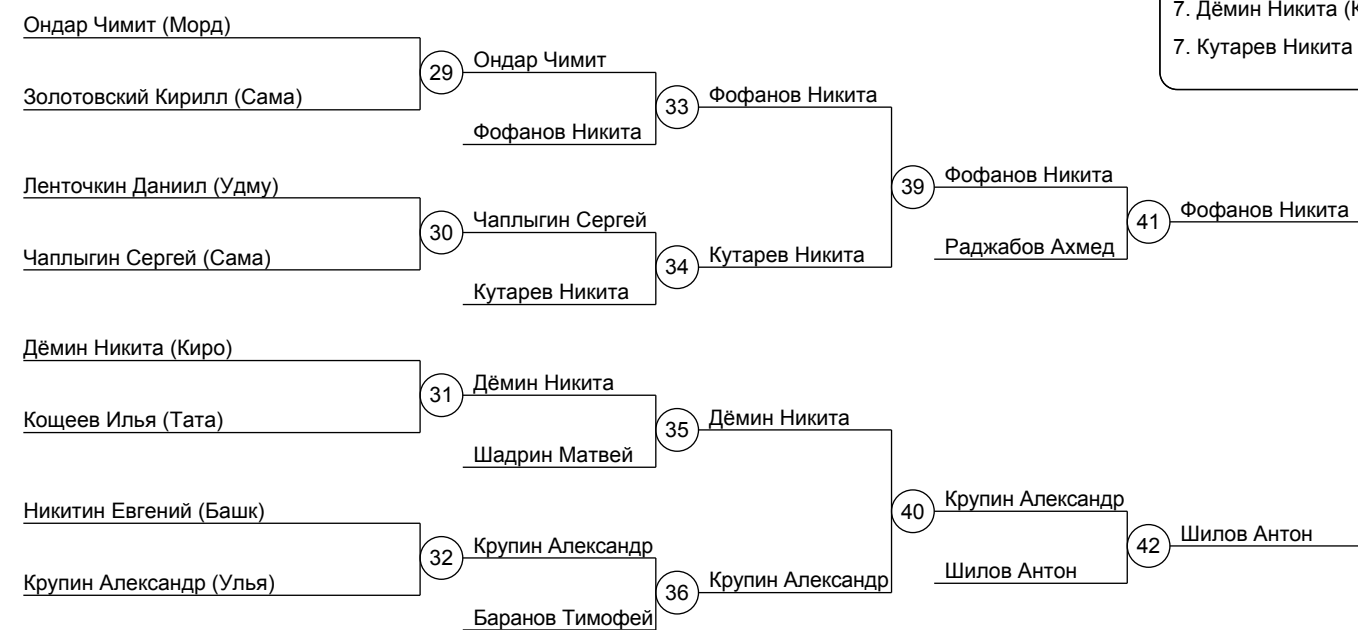 7. Дёмин Никита (К
7. Кутарев Никита
Ондар Чимит (Морд)
29
Ондар Чимит
Золотовский Кирилл (Сама)
33
Фофанов Никита
Фофанов Никита
Ленточкин Даниил (Удму)
39
Фофанов Никита
30
Чаплыгин Сергей
41
Фофанов Никита
Чаплыгин Сергей (Сама)
34
Кутарев Никита
Раджабов Ахмед
Кутарев Никита
Дёмин Никита (Киро)
31
Дёмин Никита
Кощеев Илья (Тата)
35
Дёмин Никита
Шадрин Матвей
Никитин Евгений (Башк)
40
Крупин Александр
32
Крупин Александр
42
Шилов Антон
Крупин Александр (Улья)
36
Крупин Александр
Шилов Антон
Баранов Тимофей